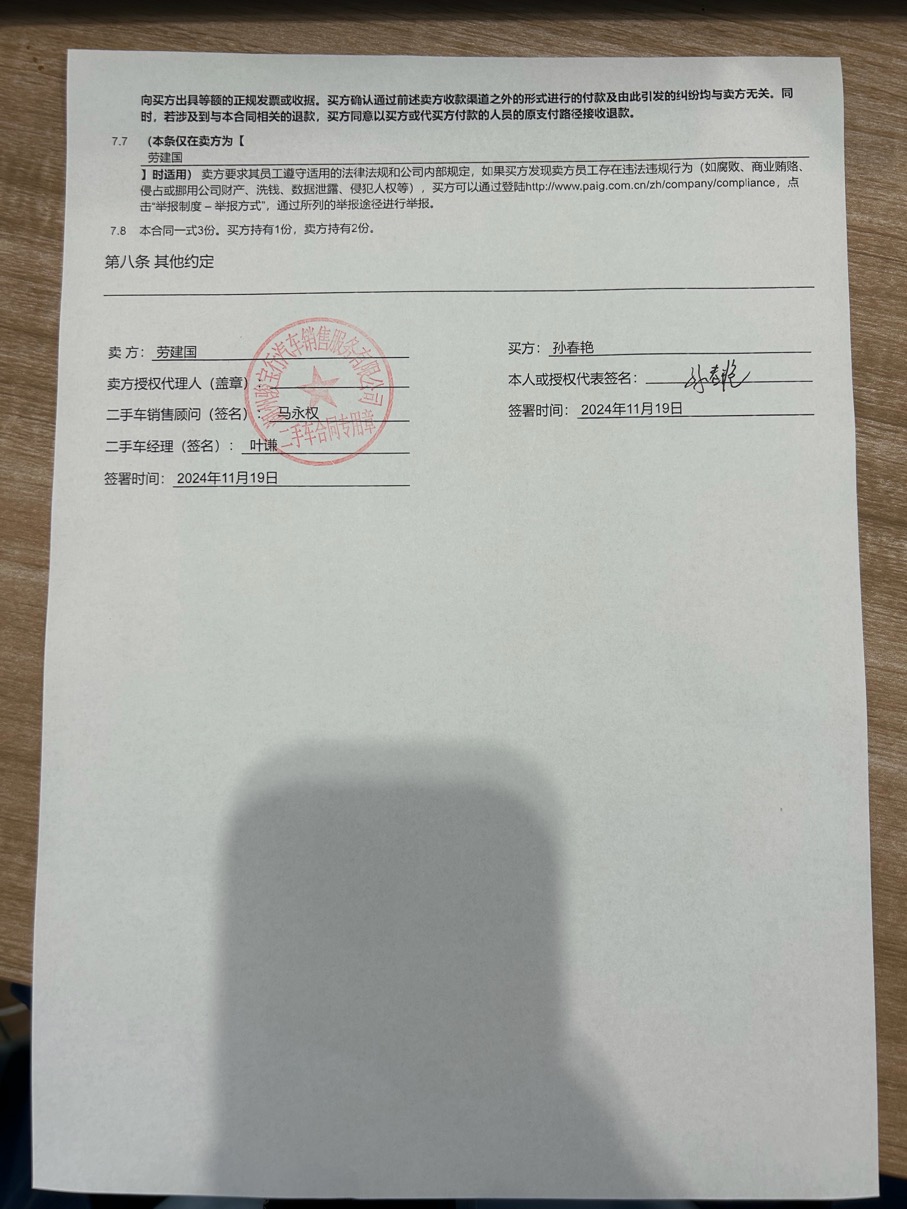 向买方出具等额的正规发票或收据。买方确认通过前述卖方收款渠道之外的形式进行的付款及由此引发的纠纷均与卖方无关。同
时，若涉及到与本合同相关的退款，买方同意以买方或代买方付款的人员的原支付路径接收退款。
7.7 （本条仅在卖方为【
劳建国
】时适用）卖方要求其员工遵守适用的法律法规和公司内部规定，如果买方发现卖方员工存在违法违规行为（如腐败、商业贿赂、
侵占或挪用公司财产、洗钱、数据泄露、侵犯人权等），买方可以通过登陆http://www.paig.com.cn/zh/company/compliance，点
击“举报制度 – 举报方式”，通过所列的举报途径进行举报。
7.8 本合同一式3份。买方持有1份，卖方持有2份。
第八条 其他约定
卖方：劳建国
卖方授权代理人（盖章）：
二手车销售顾问（签名）：马永权
二手车经理（签名）：叶谦
签署时间：2024年11月19日
宝行汽车销售服务有限公司
二手车合同专用章
买方：孙春艳
本人或授权代表签名：孙春艳
签署时间：2024年11月19日